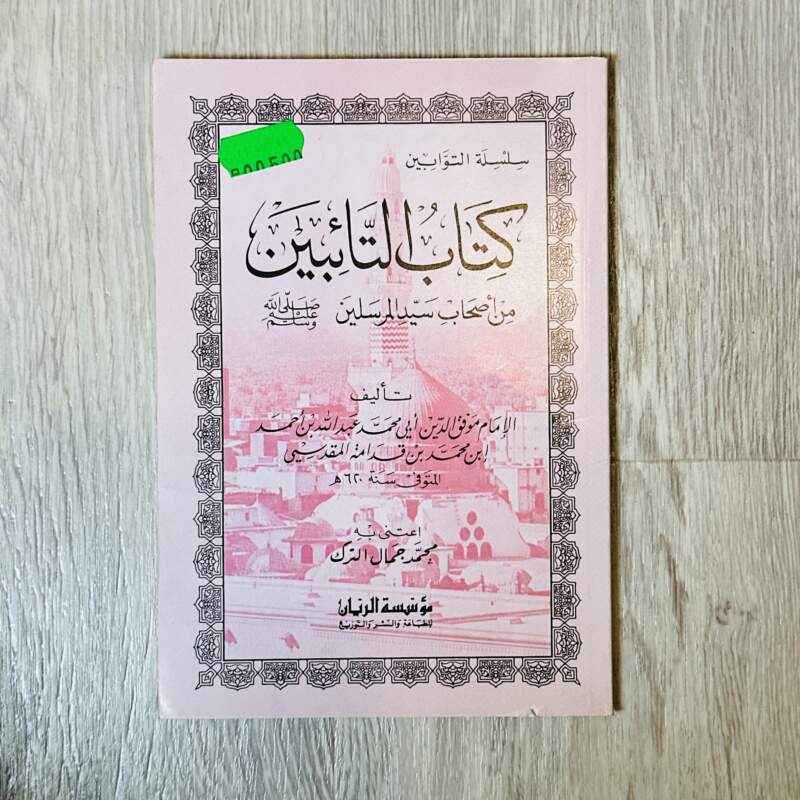 سلسلة التوابين
800500
كتاب التائبين
من أصحاب سيد المرسلين صلى الله عليه وسلم
تأليف
الإمام موفق الدين أبي محمد عبد الله بن أحمد
ابن محمد بن قدامة المقدسي
المتوفى سنة ٦٢٠ هـ
اعتنى به
محمد جمال الترك
مؤسسة الريان
للطباعة والنشر والتوزيع